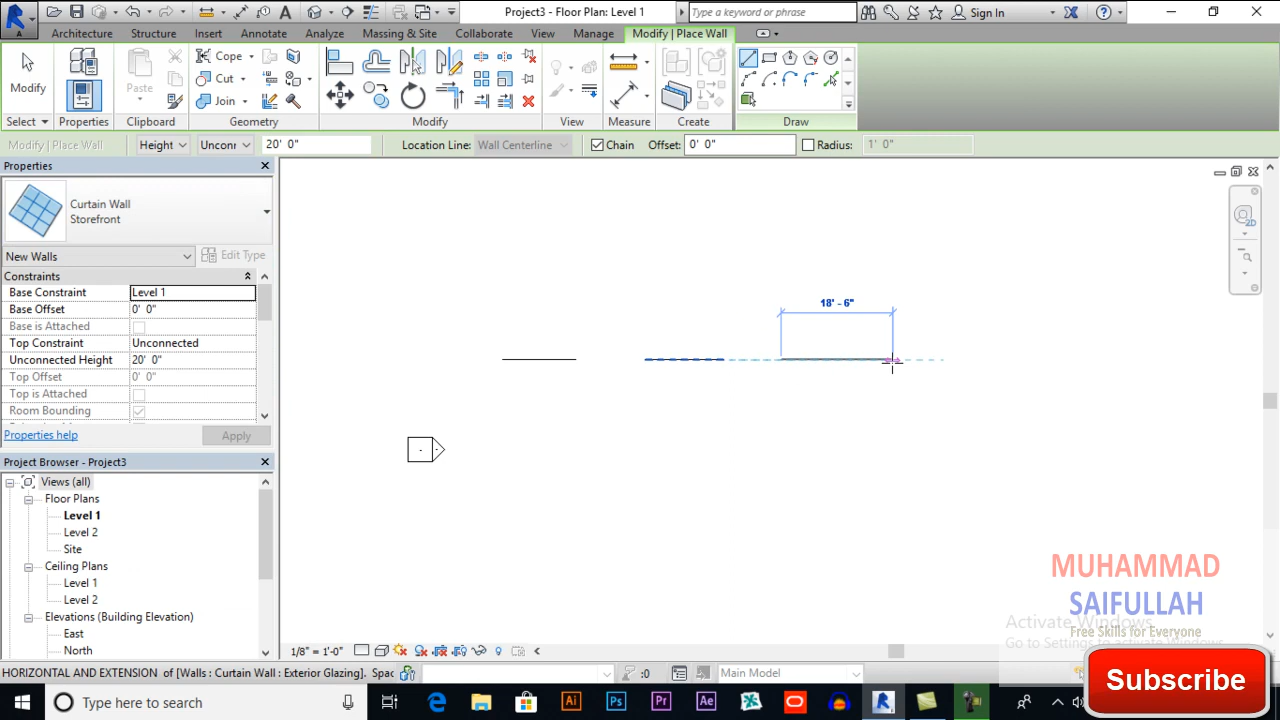 Project3 - Floor Plan: Level 1
Type a keyword or phrase
Sign In
A
Architecture
Structure
Insert
Annotate
Analyze
Massing & Site
Collaborate
View
Manage
Modify | Place Wall
Modify
Paste
Cope
Cut
Join
Select
Properties
Clipboard
Geometry
Modify
View
Measure
Create
Draw
Modify | Place Wall
Height
Unconn
20' 0"
Location Line:
Wall Centerline
Chain
Offset:
0' 0"
Radius:
1' 0"
Properties
Curtain Wall
Storefront
New Walls
Edit Type
Constraints
Base Constraint
Level 1
Base Offset
0' 0"
Base is Attached
Top Constraint
Unconnected
Unconnected Height
20' 0"
Top Offset
0' 0"
Top is Attached
Room Bounding
Properties help
Apply
Project Browser - Project3
Views (all)
Floor Plans
Level 1
Level 2
Site
Ceiling Plans
Level 1
Level 2
Elevations (Building Elevation)
East
North
2D
18' - 6"
MUHAMMAD
SAIFULLAH
Free Skills for Everyone
Activate Windows
Go to Settings to activate Windows.
Subscribe
1/8" = 1'-0"
HORIZONTAL AND EXTENSION of [Walls : Curtain Wall : Exterior Glazing]. Spac
:0
Main Model
Type here to search
Ai
Ps
Pr
Ae